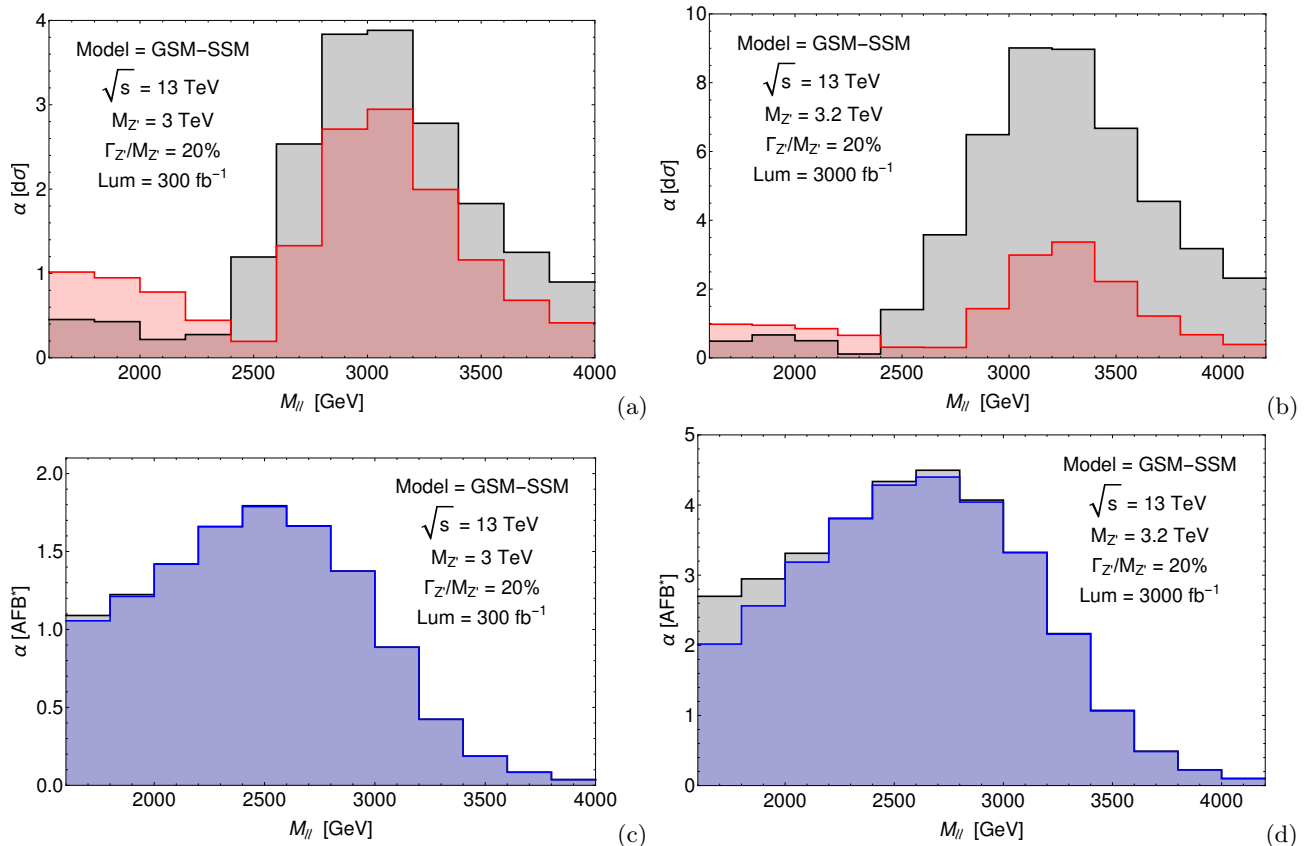 α [dσ]
4
3
2
1
0
Model = GSM−SSM
√s = 13 TeV
M_Z' = 3 TeV
Γ_Z'/M_Z' = 20%
Lum = 300 fb⁻¹
2000 2500 3000 3500 4000
M_ll [GeV]
(a)
α [dσ]
10
8
6
4
2
0
Model = GSM−SSM
√s = 13 TeV
M_Z' = 3.2 TeV
Γ_Z'/M_Z' = 20%
Lum = 3000 fb⁻¹
2000 2500 3000 3500 4000
M_ll [GeV]
(b)
α [AFB*]
2.0
1.5
1.0
0.5
0.0
Model = GSM−SSM
√s = 13 TeV
M_Z' = 3 TeV
Γ_Z'/M_Z' = 20%
Lum = 300 fb⁻¹
2000 2500 3000 3500 4000
M_ll [GeV]
(c)
α [AFB*]
5
4
3
2
1
0
Model = GSM−SSM
√s = 13 TeV
M_Z' = 3.2 TeV
Γ_Z'/M_Z' = 20%
Lum = 3000 fb⁻¹
2000 2500 3000 3500 4000
M_ll [GeV]
(d)